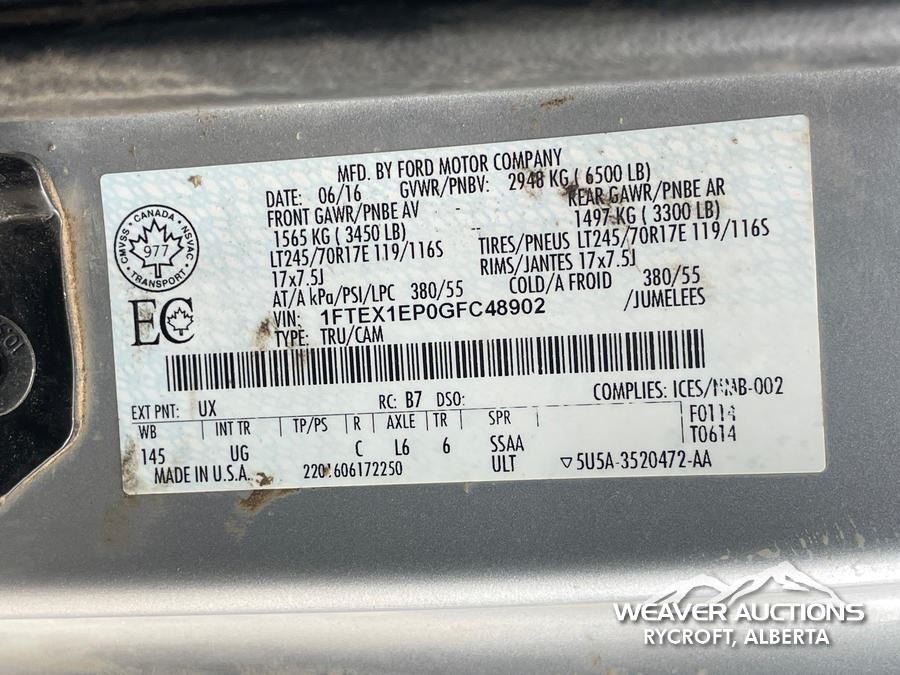 MFD. BY FORD MOTOR COMPANY
DATE: 06/16 GVWR/PNBV: 2948 KG ( 6500 LB)
FRONT GAWR/PNBE AV REAR GAWR/PNBE AR
1565 KG ( 3450 LB) 1497 KG ( 3300 LB)
LT245/70R17E 119/116S TIRES/PNEUS LT245/70R17E 119/116S
17x7.5J RIMS/JANTES 17x7.5J
AT/A kPa/PSI/LPC 380/55 COLD/A FROID 380/55
VIN: 1FTEX1EP0GFC48902 /JUMELEES
TYPE: TRU/CAM
CANADA
CMVSS NSVAC
977
TRANSPORT
EC
EXT PNT: UX RC: B7 DSO: COMPLIES: ICES/NMB-002
WB INT TR TP/PS R AXLE TR SPR F0114
145 UG C L6 6 SSAA T0614
MADE IN U.S.A. ULT 5U5A-3520472-AA
WEAVER AUCTIONS
RYCROFT, ALBERTA